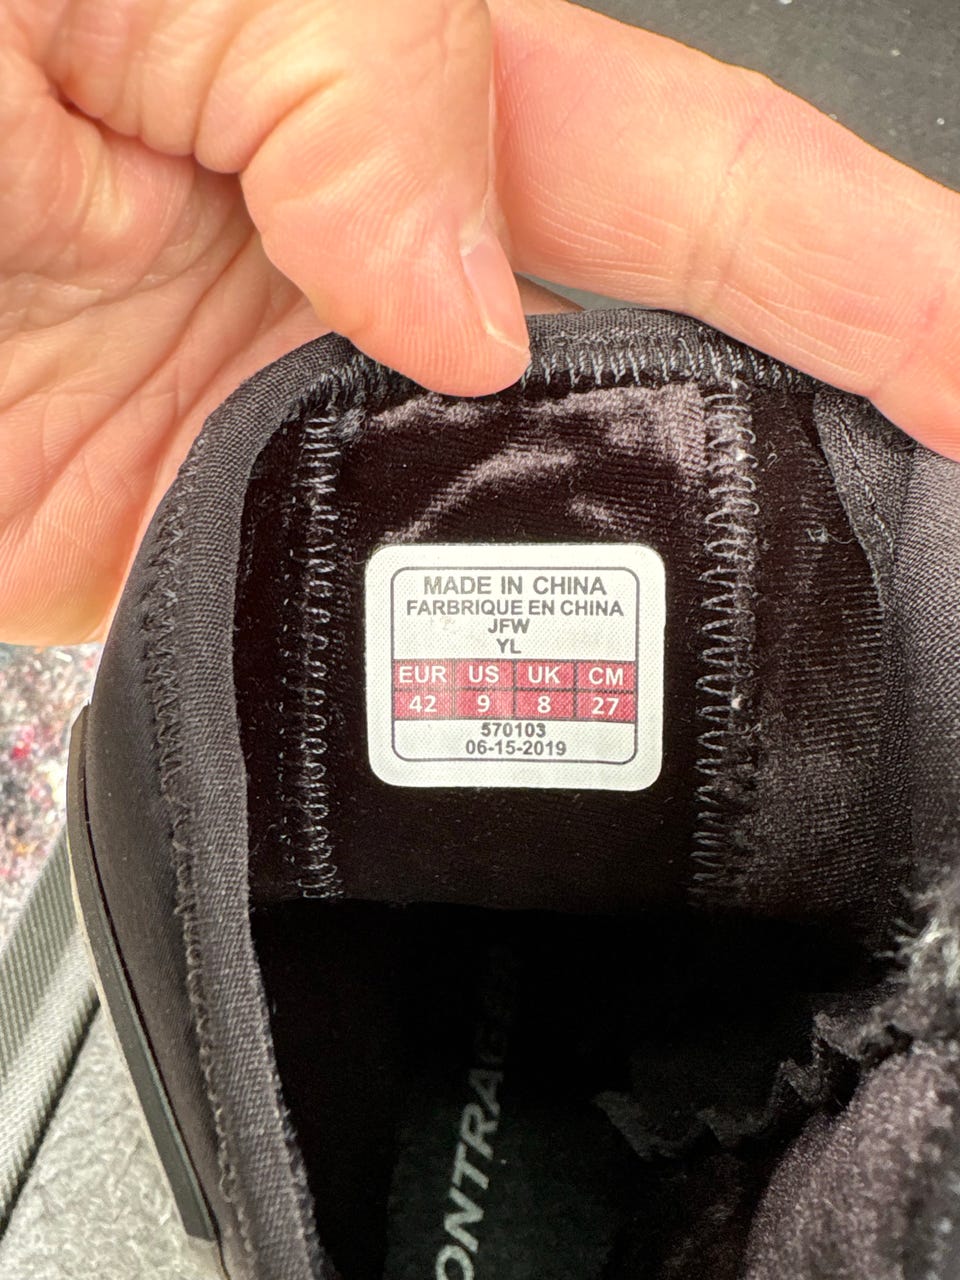 MADE IN CHINA
FARBRIQUE EN CHINA
JFW
YL
EUR US UK CM
42 9 8 27
570103
06-15-2019